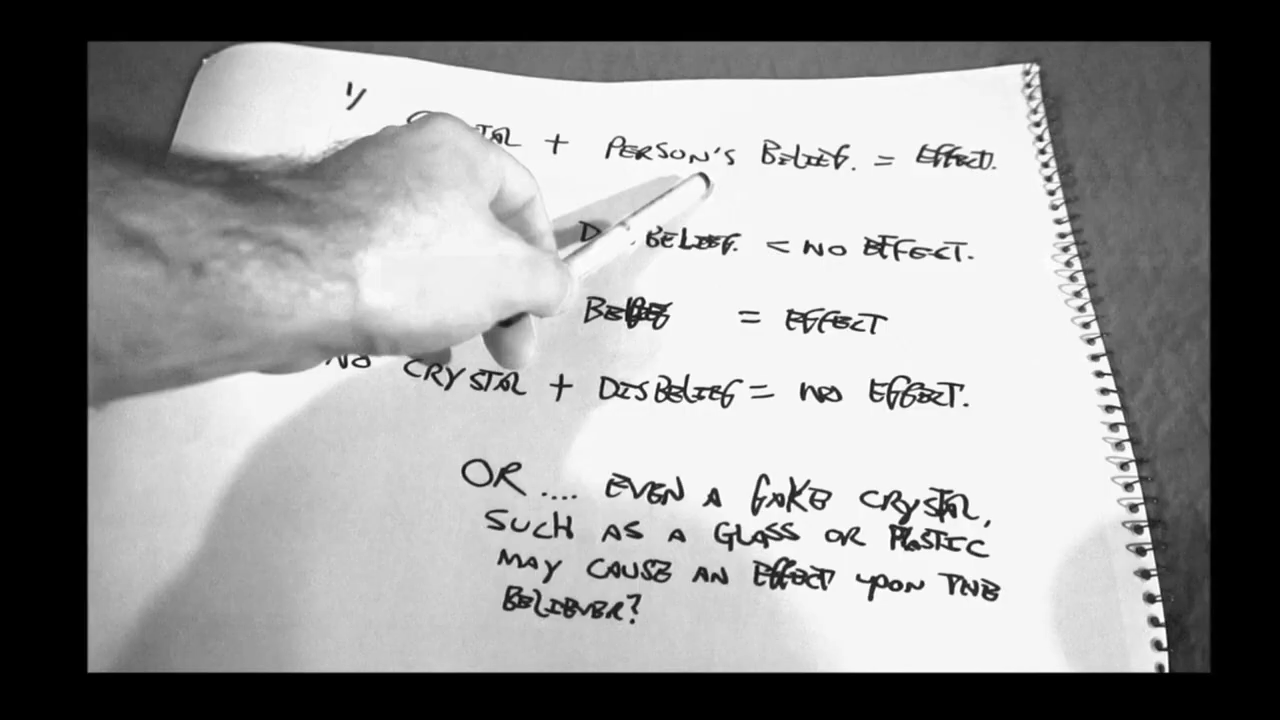 1/
+ PERSON'S BELIEF. = EFFECT.
BELIEF. < NO EFFECT.
BELIEF = EFFECT
NO CRYSTAL + DISBELIEF = NO EFFECT.
OR .... EVEN A FAKE CRYSTAL,
SUCH AS A GLASS OR PLASTIC
MAY CAUSE AN EFFECT UPON THE
BELIEVER?